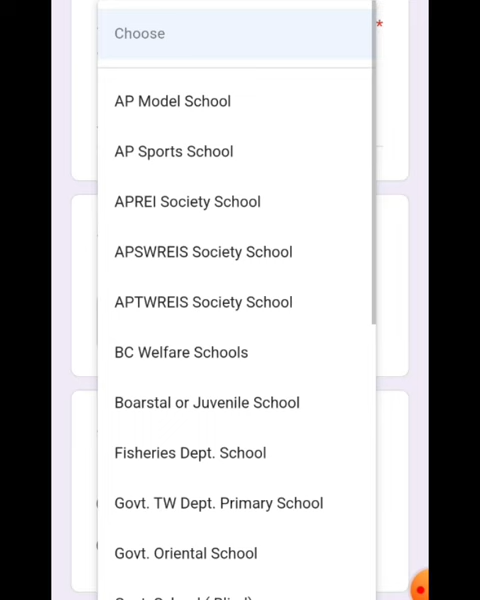 Choose
*
AP Model School
AP Sports School
APREI Society School
APSWREIS Society School
APTWREIS Society School
BC Welfare Schools
Boarstal or Juvenile School
Fisheries Dept. School
Govt. TW Dept. Primary School
Govt. Oriental School